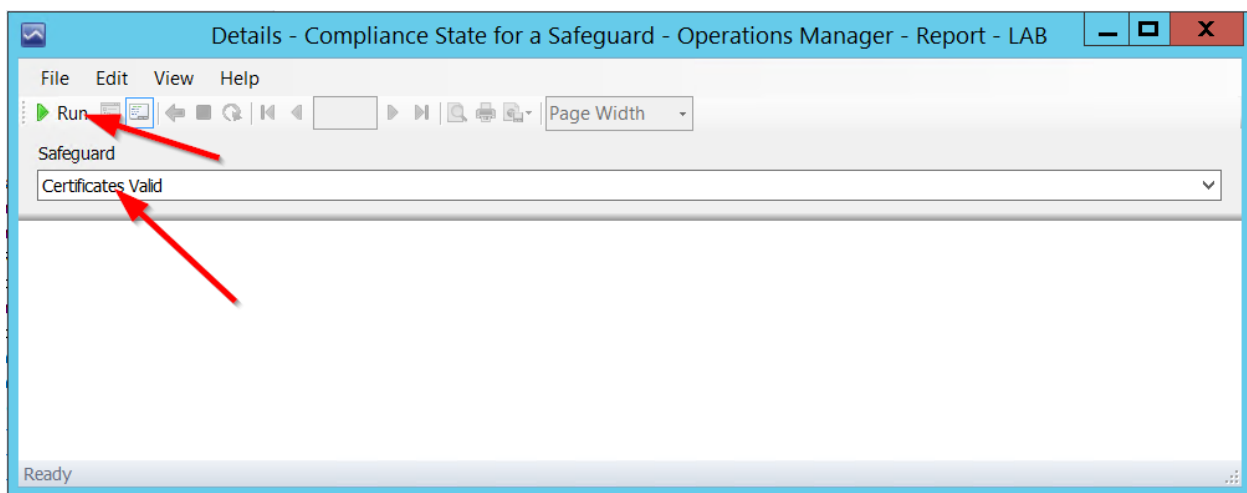 Details - Compliance State for a Safeguard - Operations Manager - Report - LAB
File Edit View Help
Run Page Width
Safeguard
Certificates Valid
Ready